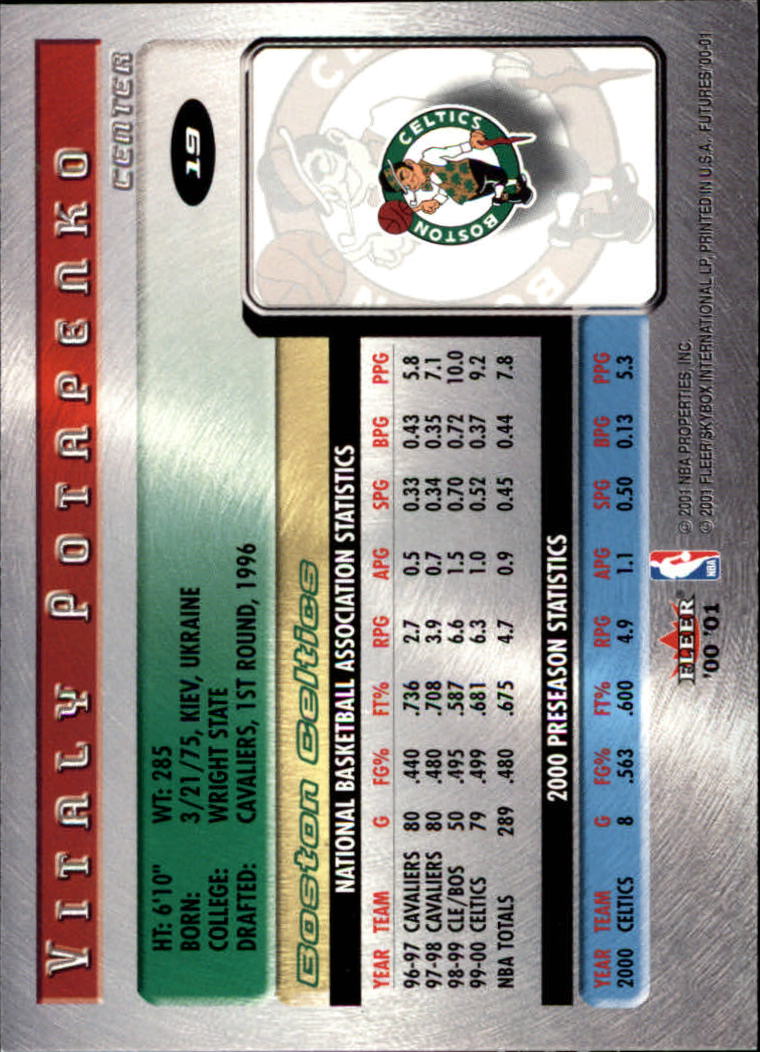 VITALY POTAPENKO
CENTER
19
HT: 6'10" WT: 285
BORN: 3/21/75, KIEV, UKRAINE
COLLEGE: WRIGHT STATE
DRAFTED: CAVALIERS, 1ST ROUND, 1996
Boston Celtics
CELTICS
BOSTON
NATIONAL BASKETBALL ASSOCIATION STATISTICS
YEAR TEAM G FG% FT% RPG APG SPG BPG PPG
96-97 CAVALIERS 80 .440 .736 2.7 0.5 0.33 0.43 5.8
97-98 CAVALIERS 80 .480 .708 3.9 0.7 0.34 0.35 7.1
98-99 CLE/BOS 50 .495 .587 6.6 1.5 0.70 0.72 10.0
99-00 CELTICS 79 .499 .681 6.3 1.0 0.52 0.37 9.2
NBA TOTALS 289 .480 .675 4.7 0.9 0.45 0.44 7.8
2000 PRESEASON STATISTICS
YEAR TEAM G FG% FT% RPG APG SPG BPG PPG
2000 CELTICS 8 .563 .600 4.9 1.1 0.50 0.13 5.3
FLEER®
'00 '01
NBA
© 2001 NBA PROPERTIES, INC.
© 2001 FLEER/SKYBOX INTERNATIONAL LP, PRINTED IN U.S.A. FUTURES'00-01